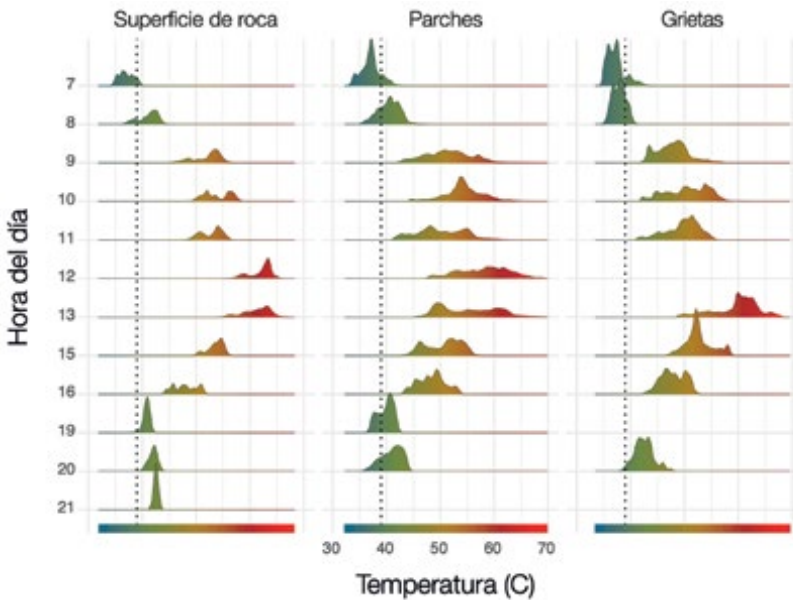 Superficie de roca
Parches
Grietas
Hora del día
7
8
9
10
11
12
13
15
16
19
20
21
30 40 50 60 70
Temperatura (C)